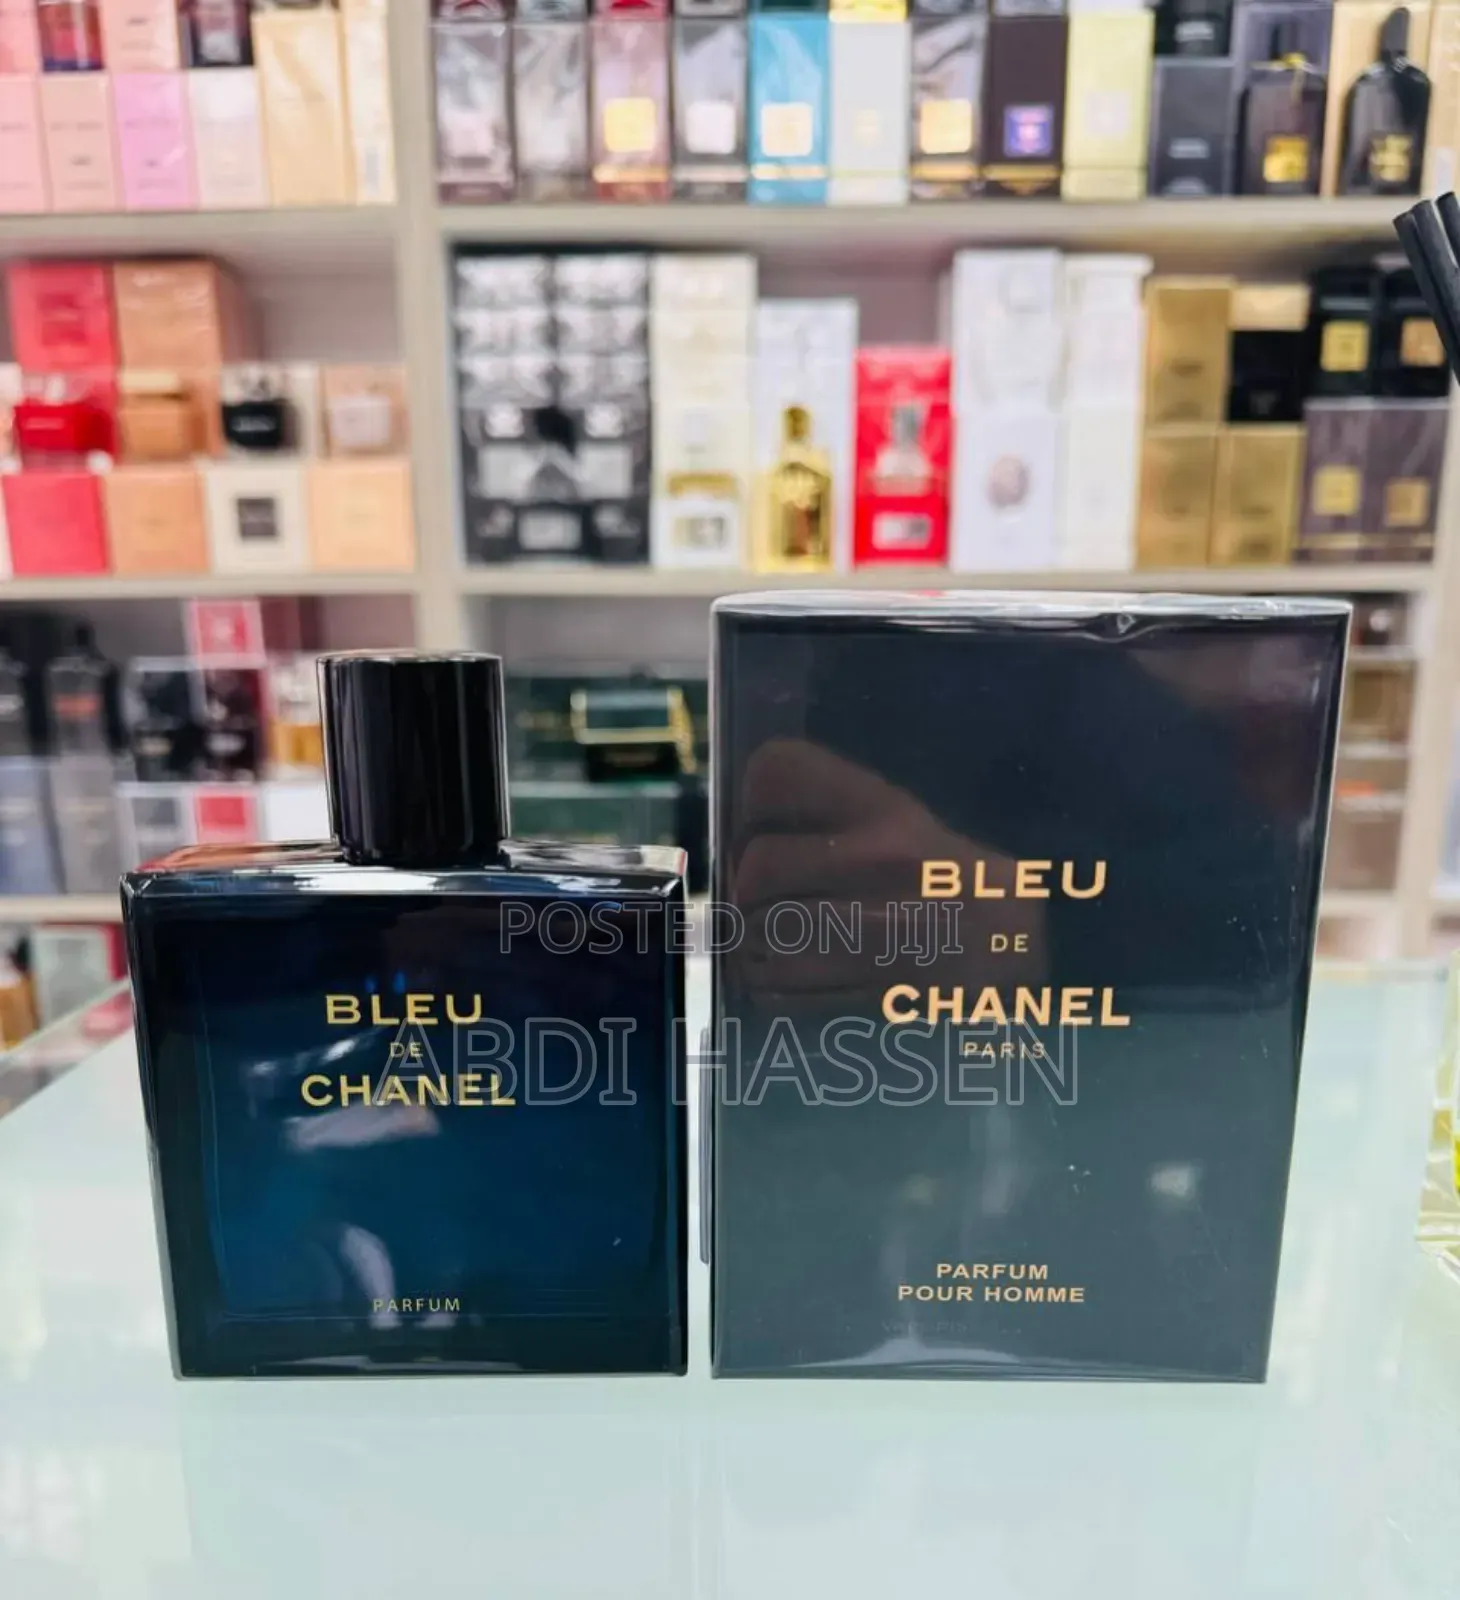 BLEU
DE
CHANEL
PARFUM
BLEU
DE
CHANEL
PARIS
PARFUM
POUR HOMME
POSTED ON JIJI
ABDI HASSEN